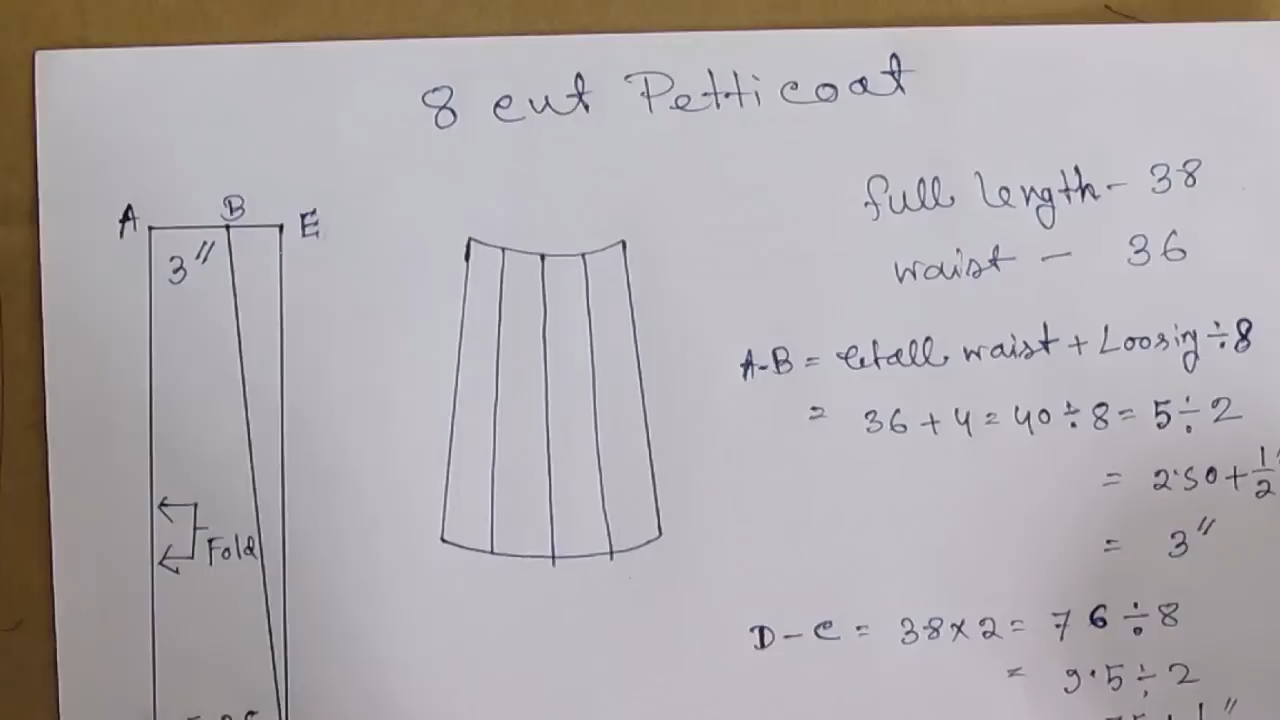 8 cut Petticoat
A B E
3"
Fold
full length - 38
waist - 36
A-B = waist + Loosing ÷ 8
= 36 + 4 = 40 ÷ 8 = 5 ÷ 2
= 2.50 + 1/2"
= 3"
D - C = 38 x 2 = 76 ÷ 8
= 9.5 ÷ 2